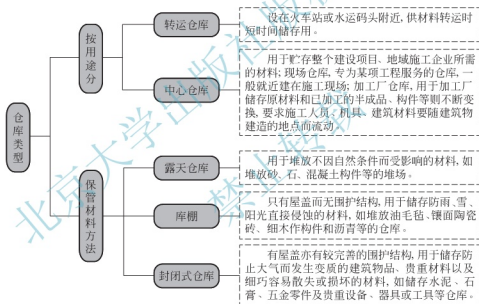 仓库类型
按用途分
转运仓库
设在火车站或水运码头附近,供材料转运时
短时间储存用。
中心仓库
用于贮存整个建设项目、地域施工企业所需
的材料;现场仓库,专为某项工程服务的仓库,一
般就近建在施工现场;加工厂仓库,用于加工厂
储存原材料和已加工的半成品、构件等则不断变
换,要求施工人员、机具、建筑材料要随建筑物
建造的地点而流动。
保管材料方法
露天仓库
用于堆放不因自然条件而受影响的材料,如
堆放砂、石、混凝土构件等的堆场。
库棚
只有屋盖而无围护结构,用于储存防雨、雪、
阳光直接侵蚀的材料,如堆放油毛毡、镶面陶瓷
砖、细木作构件和沥青等的仓库。
封闭式仓库
有屋盖亦有较完善的围护结构,用于储存防
止大气而发生变质的建筑物品、贵重材料以及
细巧容易散失或损坏的材料,如储存水泥、石
膏、五金零件及贵重设备、器具或工具等仓库。
北京大学出版社版权所有
禁止转载